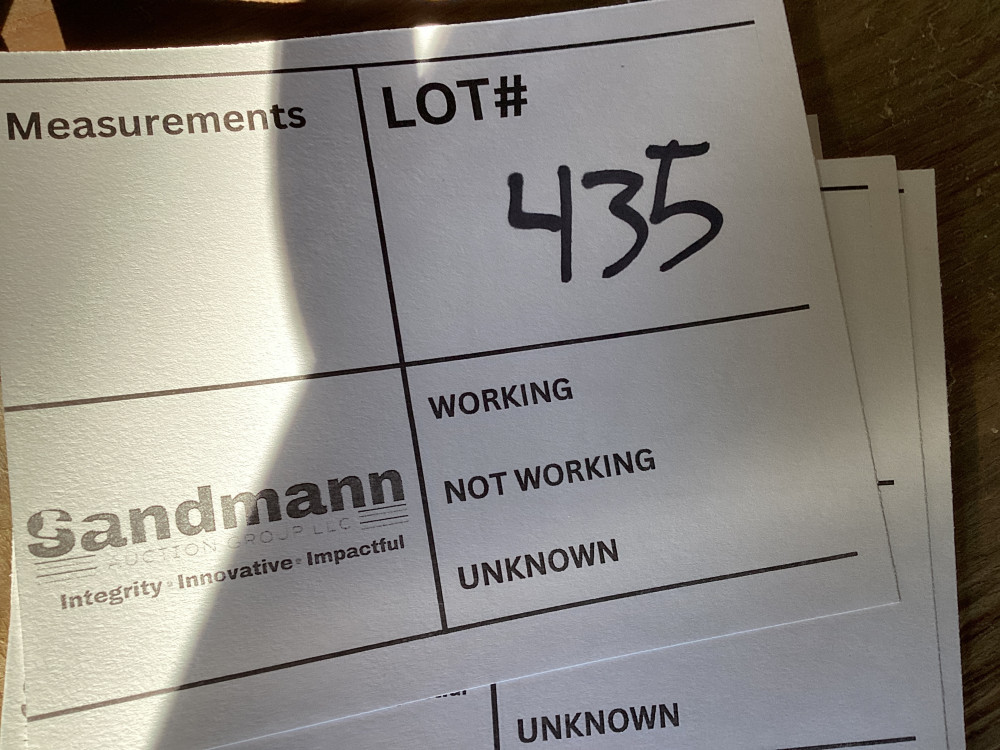 Measurements
LOT#
435
WORKING
NOT WORKING
UNKNOWN
Sandmann
AUCTION GROUP LLC
Integrity • Innovative • Impactful
UNKNOWN